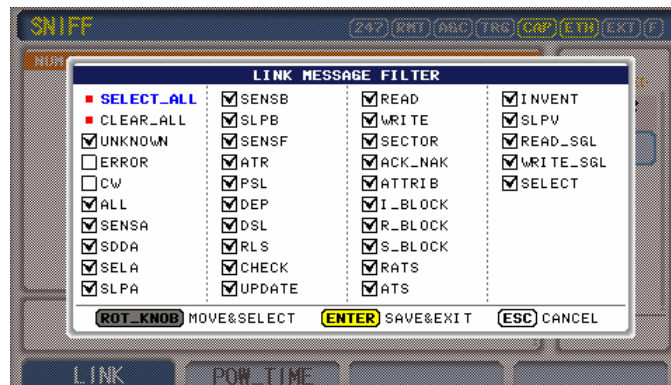 SNIFF
247 RMT A&C TRG CAP ETH EXT F
NUM
LINK MESSAGE FILTER
SELECT_ALL SENSB READ INVENT
CLEAR_ALL SLPB WRITE SLPV
UNKNOWN SENSF SECTOR READ_SGL
ERROR ATR ACK_NAK WRITE_SGL
CW PSL ATTRIB SELECT
ALL DEP I_BLOCK
SENSA DSL R_BLOCK
SDDA RLS S_BLOCK
SELA CHECK RATS
SLPA UPDATE ATS
ROT_KNOB MOVE&SELECT ENTER SAVE&EXIT ESC CANCEL
LINK POW_TIME